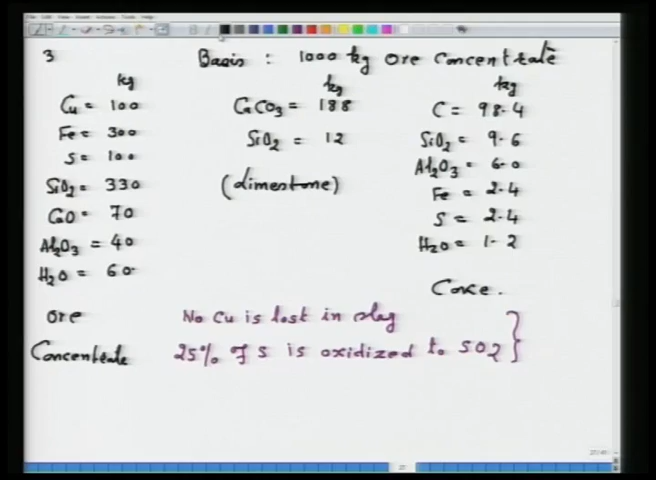 3 Basis : 1000 kg ore concentrate
kg kg kg
Cu = 100 CaCO3 = 188 C = 98.4
Fe = 300 SiO2 = 12 SiO2 = 9.6
S = 100 Al2O3 = 6.0
SiO2 = 330 (Limestone) Fe = 2.4
CaO = 70 S = 2.4
Al2O3 = 40 H2O = 1.2
H2O = 60
Coke.
ore No Cu is lost in slag
Concentrate 25% of S is oxidized to SO2